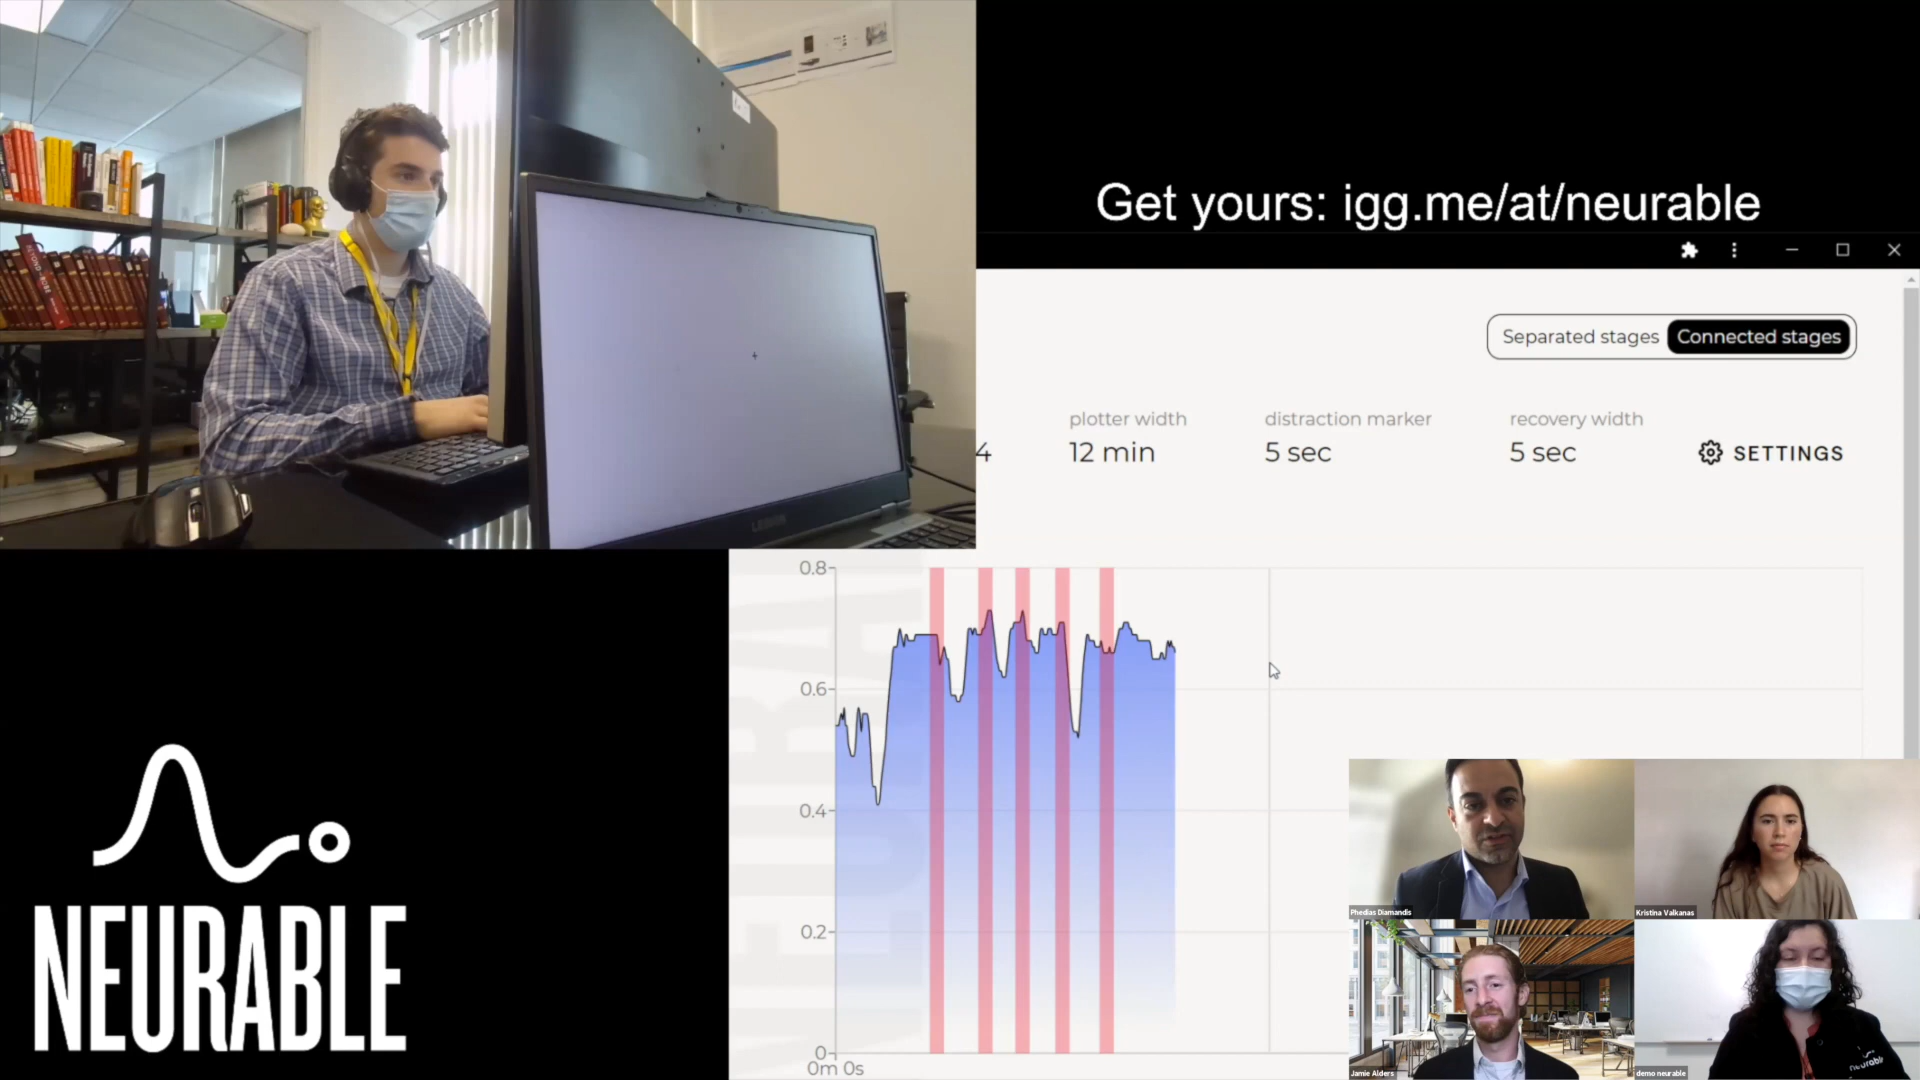 Get yours: igg.me/at/neurable
Separated stages
Connected stages
plotter width
distraction marker
recovery width
4
12 min
5 sec
5 sec
SETTINGS
LEGION
0.8
0.6
0.4
0.2
0
0m 0s
NEURABLE
Phedias Diamandis
Kristina Valkanas
Jamie Alders
demo neurable
neurable